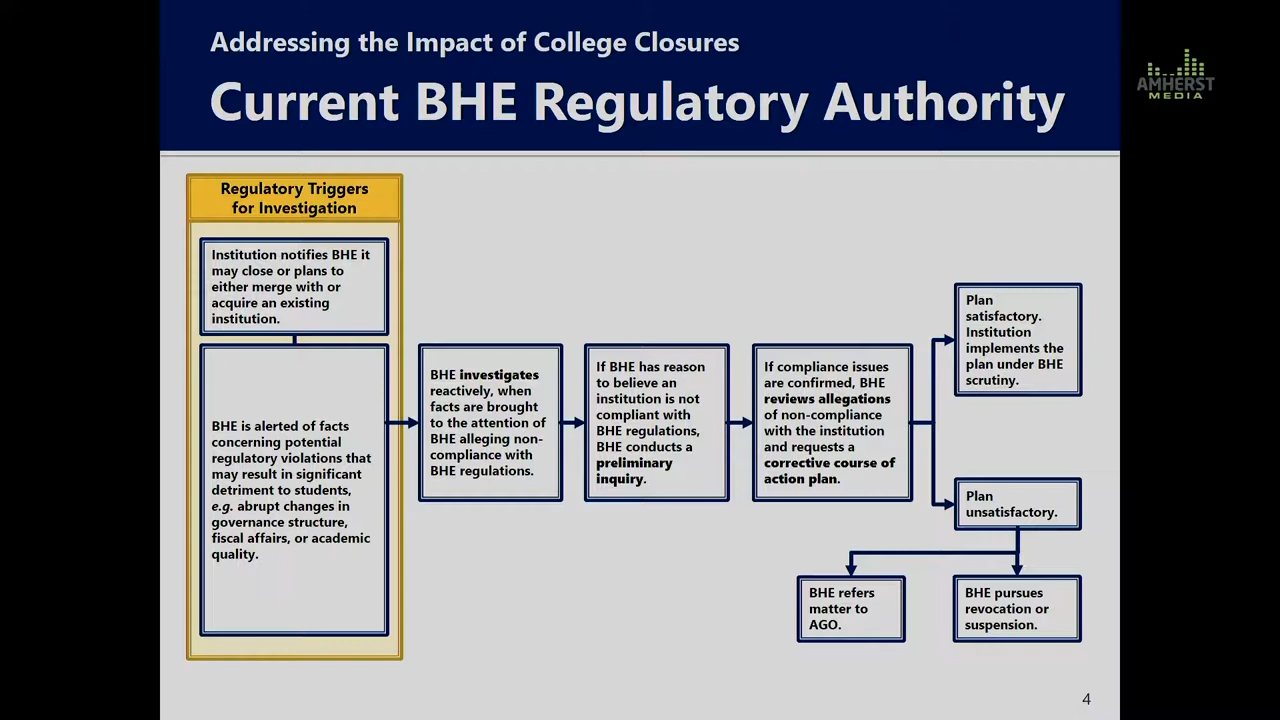 Addressing the Impact of College Closures
Current BHE Regulatory Authority
AMHERST
MEDIA
Regulatory Triggers
for Investigation
Institution notifies BHE it
may close or plans to
either merge with or
acquire an existing
institution.
BHE is alerted of facts
concerning potential
regulatory violations that
may result in significant
detriment to students,
e.g. abrupt changes in
governance structure,
fiscal affairs, or academic
quality.
BHE investigates
reactively, when
facts are brought
to the attention of
BHE alleging non-
compliance with
BHE regulations.
If BHE has reason
to believe an
institution is not
compliant with
BHE regulations,
BHE conducts a
preliminary
inquiry.
If compliance issues
are confirmed, BHE
reviews allegations
of non-compliance
with the institution
and requests a
corrective course of
action plan.
Plan
satisfactory.
Institution
implements the
plan under BHE
scrutiny.
Plan
unsatisfactory.
BHE refers
matter to
AGO.
BHE pursues
revocation or
suspension.
4